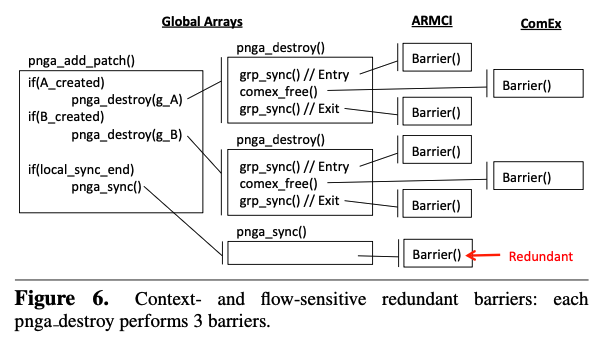 Global Arrays
ARMCI
ComEx
pnga_add_patch()
if(A_created)
pnga_destroy(g_A)
if(B_created)
pnga_destroy(g_B)
if(local_sync_end)
pnga_sync()
pnga_destroy()
grp_sync() // Entry
comex_free()
grp_sync() // Exit
Barrier()
Barrier()
Barrier()
pnga_destroy()
grp_sync() // Entry
comex_free()
grp_sync() // Exit
Barrier()
Barrier()
Barrier()
pnga_sync()
Barrier()
Redundant
Figure 6. Context- and flow-sensitive redundant barriers: each
pnga_destroy performs 3 barriers.